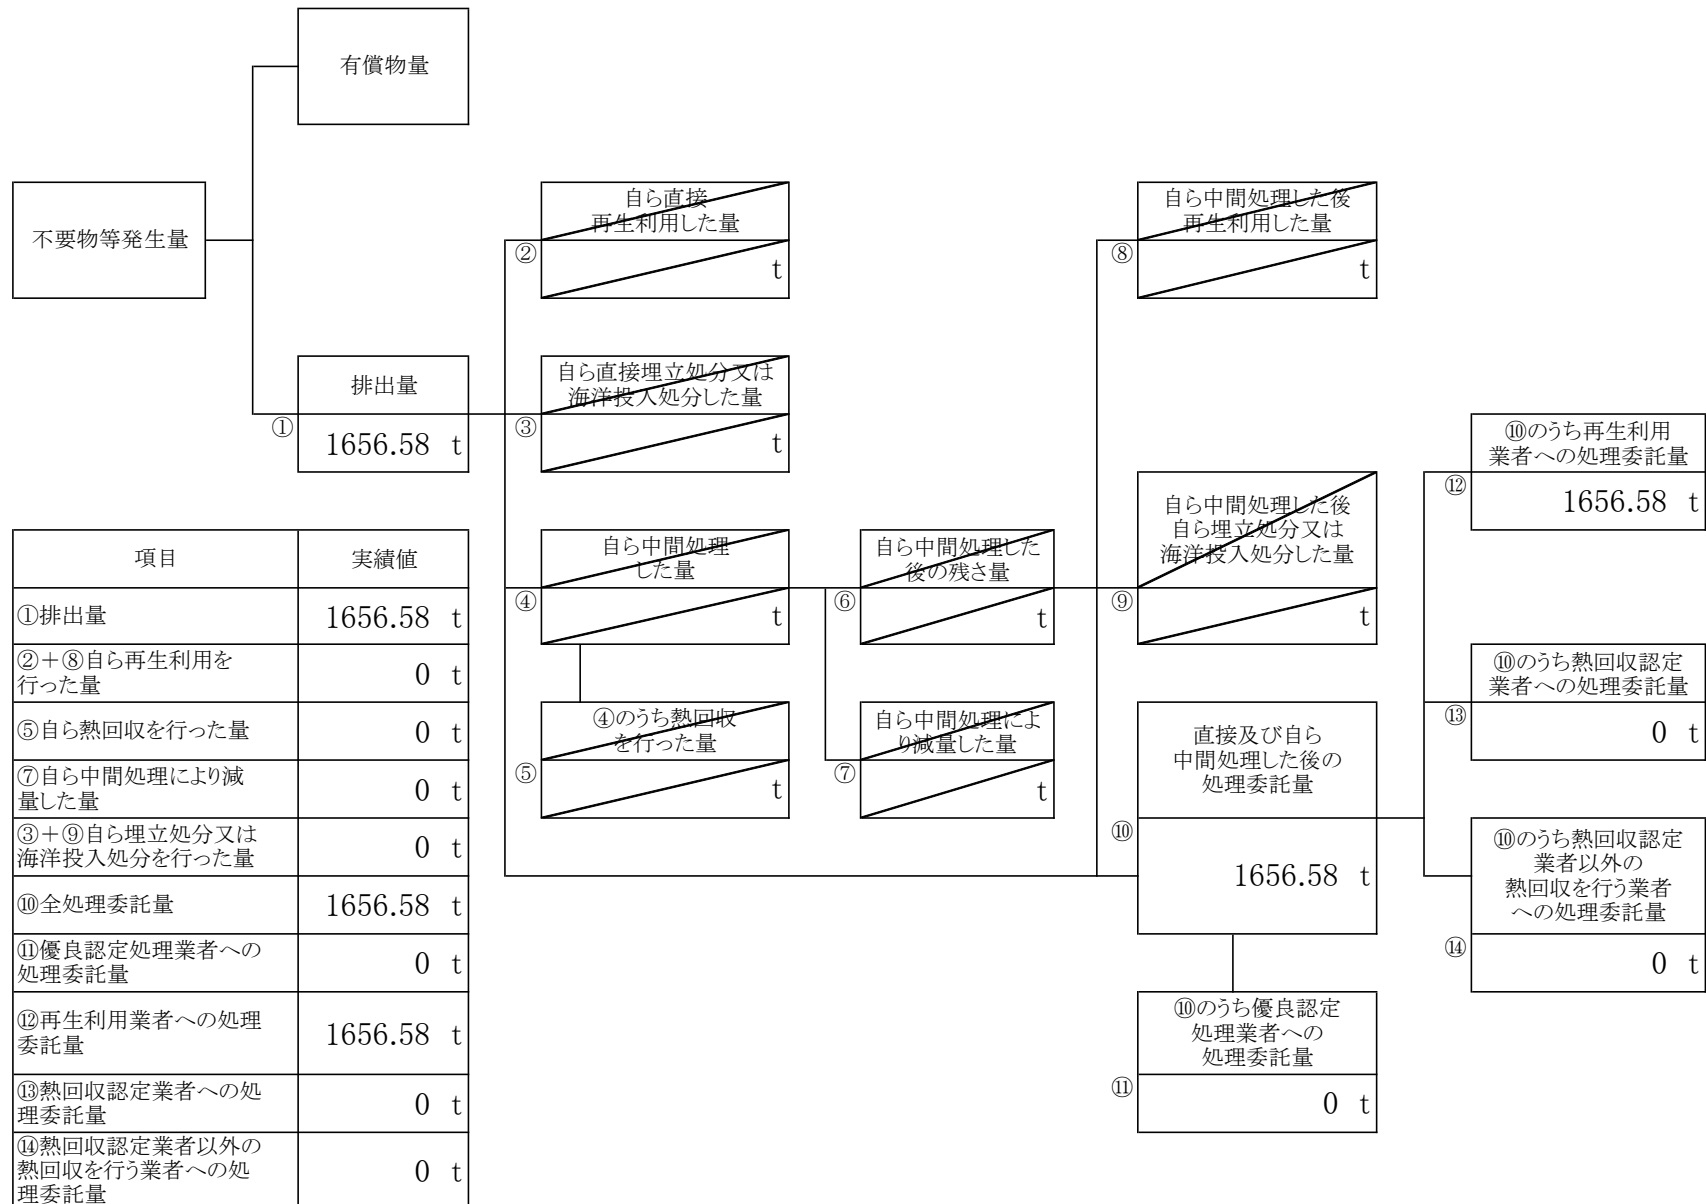 有償物量
不要物等発生量
自ら直接
再生利用した量
②
t
自ら中間処理した後
再生利用した量
⑧
t
排出量
①
1656.58 t
自ら直接埋立処分又は
海洋投入処分した量
③
t
⑩のうち再生利用
業者への処理委託量
⑫
1656.58 t
自ら中間処理
した量
④
t
自ら中間処理した
後の残さ量
⑥
t
自ら中間処理した後
自ら埋立処分又は
海洋投入処分した量
⑨
t
⑩のうち熱回収認定
業者への処理委託量
⑬
0 t
④のうち熱回収
を行った量
⑤
t
自ら中間処理によ
り減量した量
⑦
t
直接及び自ら
中間処理した後の
処理委託量
⑩
1656.58 t
⑩のうち熱回収認定
業者以外の
熱回収を行う業者
への処理委託量
⑭
0 t
⑩のうち優良認定
処理業者への
処理委託量
⑪
0 t
項目 実績値
①排出量 1656.58 t
②＋⑧自ら再生利用を
行った量 0 t
⑤自ら熱回収を行った量 0 t
⑦自ら中間処理により減
量した量 0 t
③＋⑨自ら埋立処分又は
海洋投入処分を行った量 0 t
⑩全処理委託量 1656.58 t
⑪優良認定処理業者への
処理委託量 0 t
⑫再生利用業者への処理
委託量 1656.58 t
⑬熱回収認定業者への処
理委託量 0 t
⑭熱回収認定業者以外の
熱回収を行う業者への処
理委託量 0 t